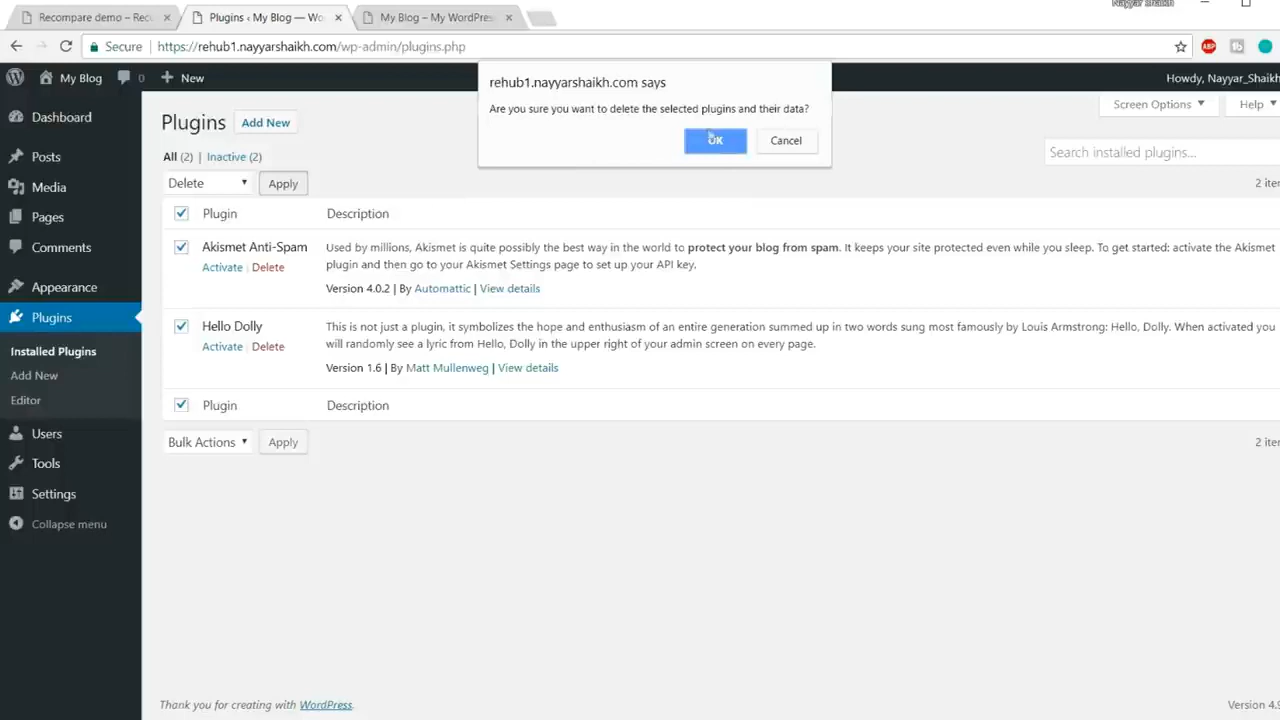 Nayyar Shaikh
Recompare demo – Rec
Plugins ‹ My Blog — Wo
My Blog – My WordPres
Secure
https://rehub1.nayyarshaikh.com/wp-admin/plugins.php
ABP
My Blog
0
New
Howdy, Nayyar_Shaikh
rehub1.nayyarshaikh.com says
Are you sure you want to delete the selected plugins and their data?
OK
Cancel
Dashboard
Posts
Media
Pages
Comments
Appearance
Plugins
Installed Plugins
Add New
Editor
Users
Tools
Settings
Collapse menu
Screen Options
Help
Plugins
Add New
All (2) | Inactive (2)
Search installed plugins...
Delete
Apply
2 iter
Plugin
Description
Akismet Anti-Spam
Activate | Delete
Used by millions, Akismet is quite possibly the best way in the world to protect your blog from spam. It keeps your site protected even while you sleep. To get started: activate the Akismet
plugin and then go to your Akismet Settings page to set up your API key.
Version 4.0.2 | By Automattic | View details
Hello Dolly
Activate | Delete
This is not just a plugin, it symbolizes the hope and enthusiasm of an entire generation summed up in two words sung most famously by Louis Armstrong: Hello, Dolly. When activated you
will randomly see a lyric from Hello, Dolly in the upper right of your admin screen on every page.
Version 1.6 | By Matt Mullenweg | View details
Plugin
Description
Bulk Actions
Apply
2 iter
Thank you for creating with WordPress.
Version 4.9